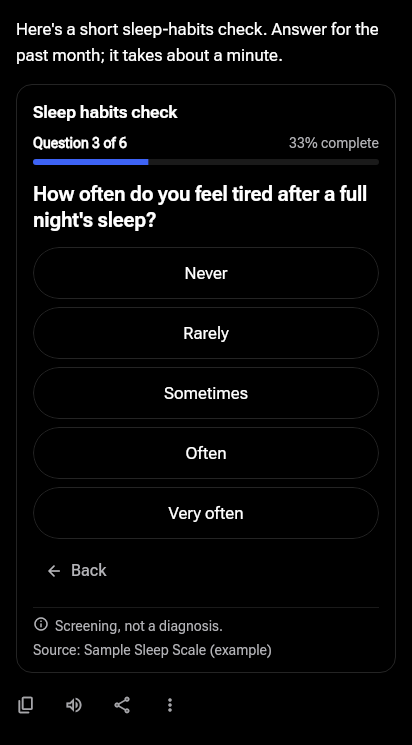 Here's a short sleep-habits check. Answer for the
past month; it takes about a minute.
Sleep habits check
Question 3 of 6
33% complete
How often do you feel tired after a full
night's sleep?
Never
Rarely
Sometimes
Often
Very often
Back
Screening, not a diagnosis.
Source: Sample Sleep Scale (example)